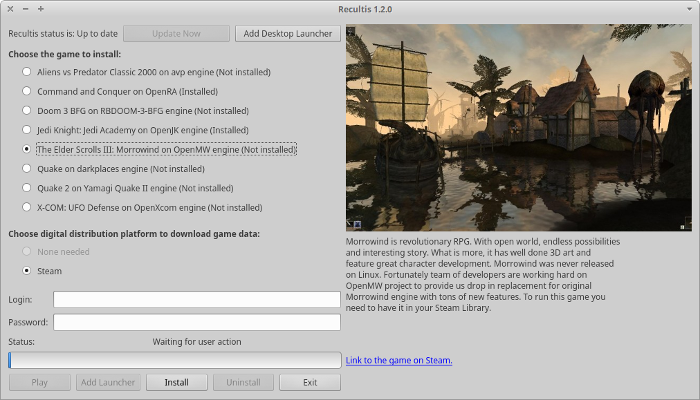 Recultis 1.2.0
Recultis status is: Up to date
Update Now
Add Desktop Launcher
Choose the game to install:
Aliens vs Predator Classic 2000 on avp engine (Not installed)
Command and Conquer on OpenRA (Installed)
Doom 3 BFG on RBDOOM-3-BFG engine (Not installed)
Jedi Knight: Jedi Academy on OpenJK engine (Installed)
The Elder Scrolls III: Morrowind on OpenMW engine (Not installed)
Quake on darkplaces engine (Not installed)
Quake 2 on Yamagi Quake II engine (Not installed)
X-COM: UFO Defense on OpenXcom engine (Not installed)
Choose digital distribution platform to download game data:
None needed
Steam
Login:
Password:
Status:
Waiting for user action
Play
Add Launcher
Install
Uninstall
Exit
Morrowind is revolutionary RPG. With open world, endless possibilities
and interesting story. What is more, it has well done 3D art and
feature great character development. Morrowind was never released
on Linux. Fortunately team of developers are working hard on
OpenMW project to provide us drop in replacement for original
Morrowind engine with tons of new features. To run this game you
need to have it in your Steam Library.
Link to the game on Steam.